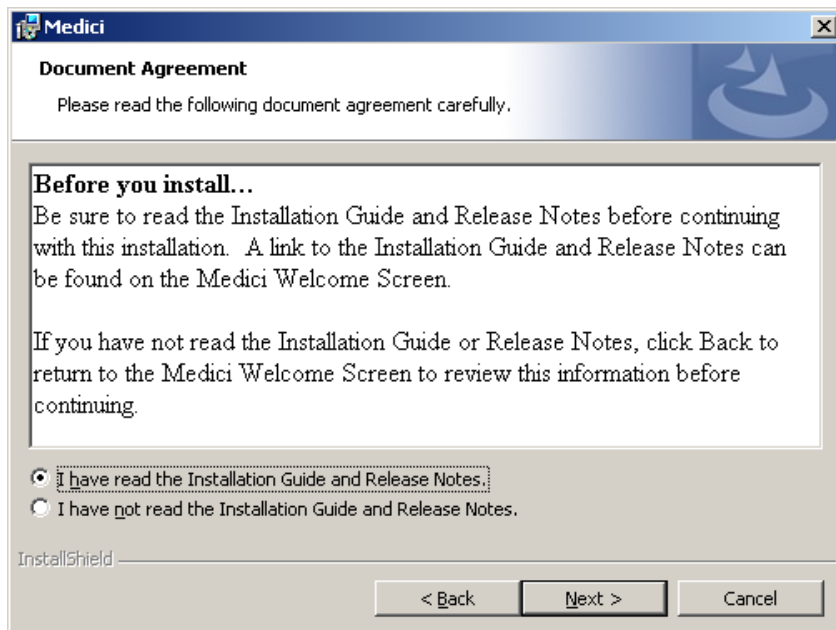 Medici
Document Agreement
Please read the following document agreement carefully.
Before you install...
Be sure to read the Installation Guide and Release Notes before continuing
with this installation.  A link to the Installation Guide and Release Notes can
be found on the Medici Welcome Screen.
If you have not read the Installation Guide or Release Notes, click Back to
return to the Medici Welcome Screen to review this information before
continuing.
I have read the Installation Guide and Release Notes.
I have not read the Installation Guide and Release Notes.
InstallShield
< Back
Next >
Cancel